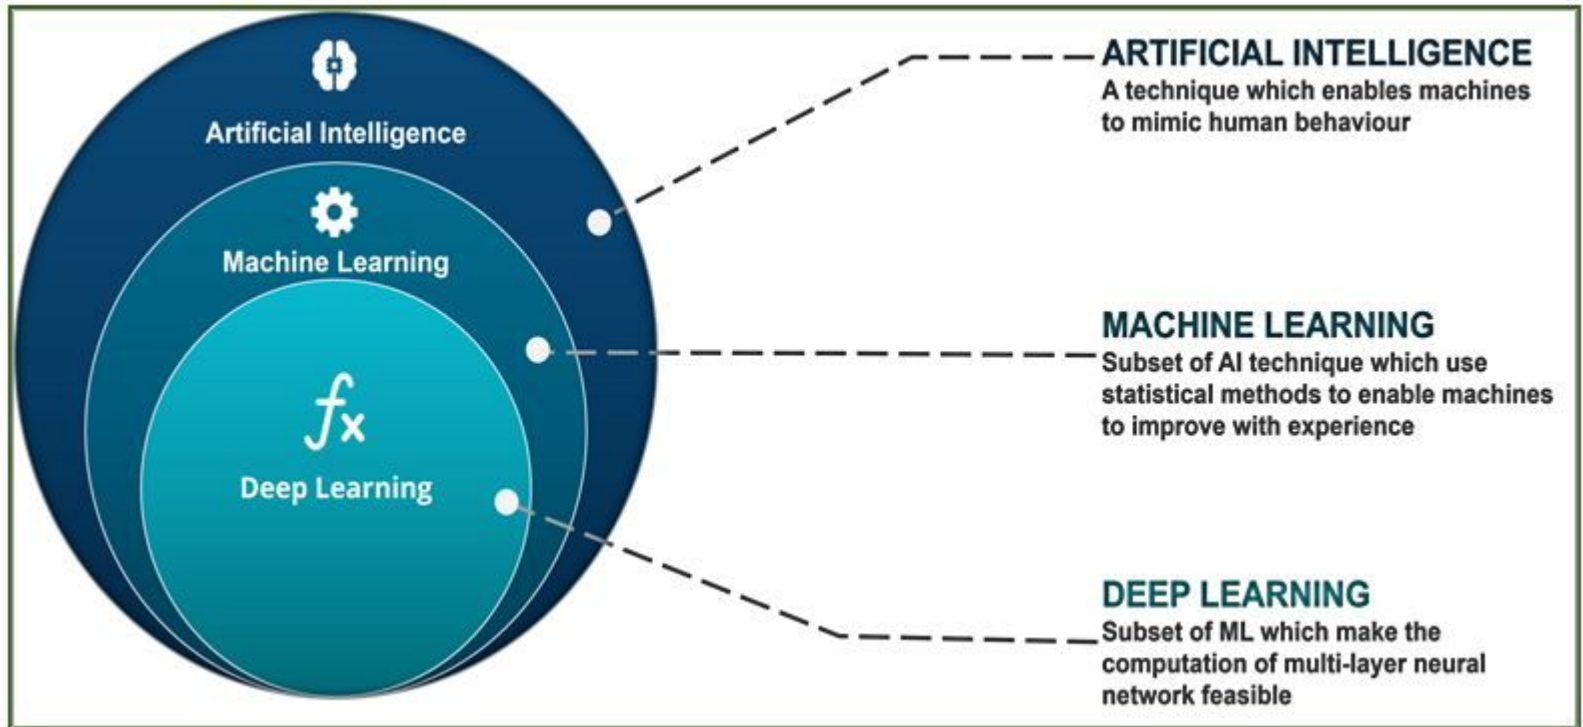 Artificial Intelligence
Machine Learning
fx
Deep Learning
ARTIFICIAL INTELLIGENCE
A technique which enables machines
to mimic human behaviour
MACHINE LEARNING
Subset of AI technique which use
statistical methods to enable machines
to improve with experience
DEEP LEARNING
Subset of ML which make the
computation of multi-layer neural
network feasible